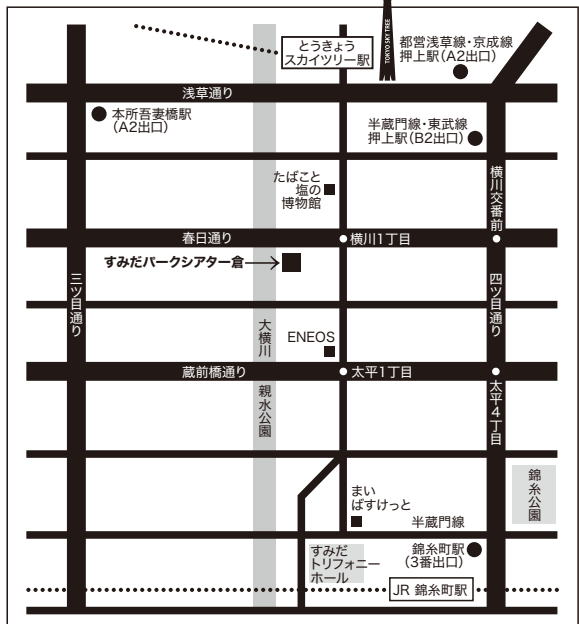 とうきょう
スカイツリー駅
TOKYO SKY TREE
都営浅草線・京成線
押上駅(A2出口)
浅草通り
本所吾妻橋駅
(A2出口)
半蔵門線・東武線
押上駅(B2出口)
たばこと
塩の
博物館
横川交番前
春日通り
横川1丁目
すみだパークシアター倉
三ツ目通り
四ツ目通り
大横川
親水公園
ENEOS
蔵前橋通り
太平1丁目
太平4丁目
錦糸公園
まい
ばすけっと
半蔵門線
すみだ
トリフォニー
ホール
錦糸町駅
(3番出口)
JR 錦糸町駅